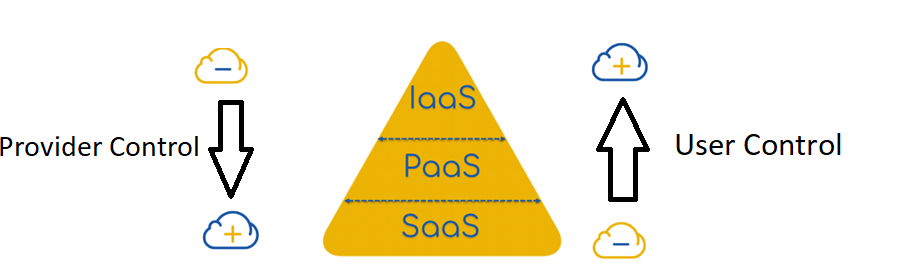 IaaS
Provider Control
User Control
PaaS
SaaS